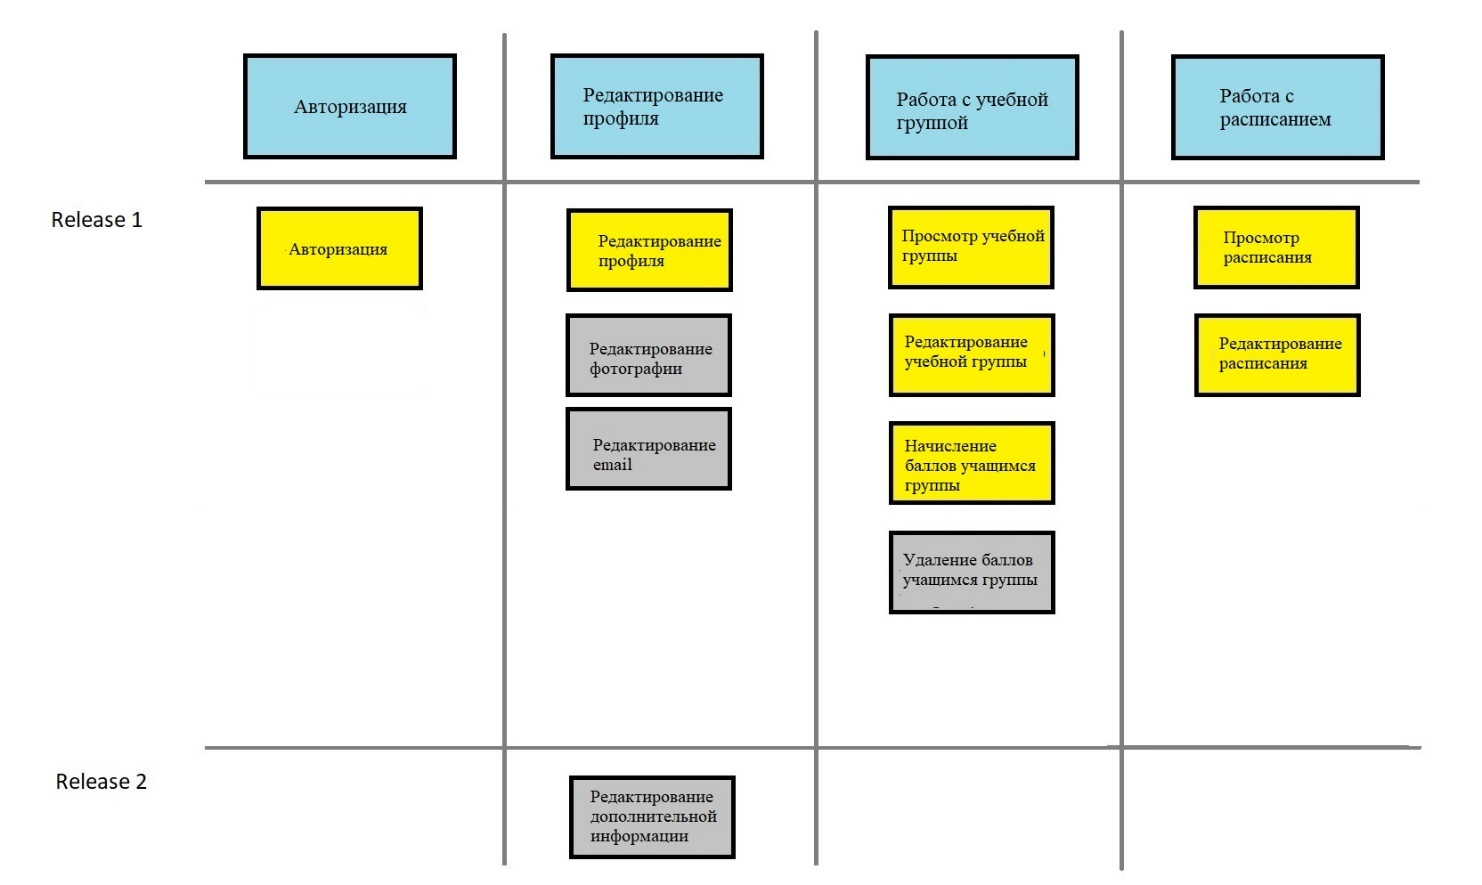 Авторизация
Редактирование
профиля
Работа с учебной
группой
Работа с
расписанием
Release 1
Авторизация
Редактирование
профиля
Просмотр учебной
группы
Просмотр
расписания
Редактирование
фотографии
Редактирование
учебной группы
Редактирование
расписания
Редактирование
email
Начисление
баллов учащимся
группы
Удаление баллов
учащимся группы
Release 2
Редактирование
дополнительной
информации